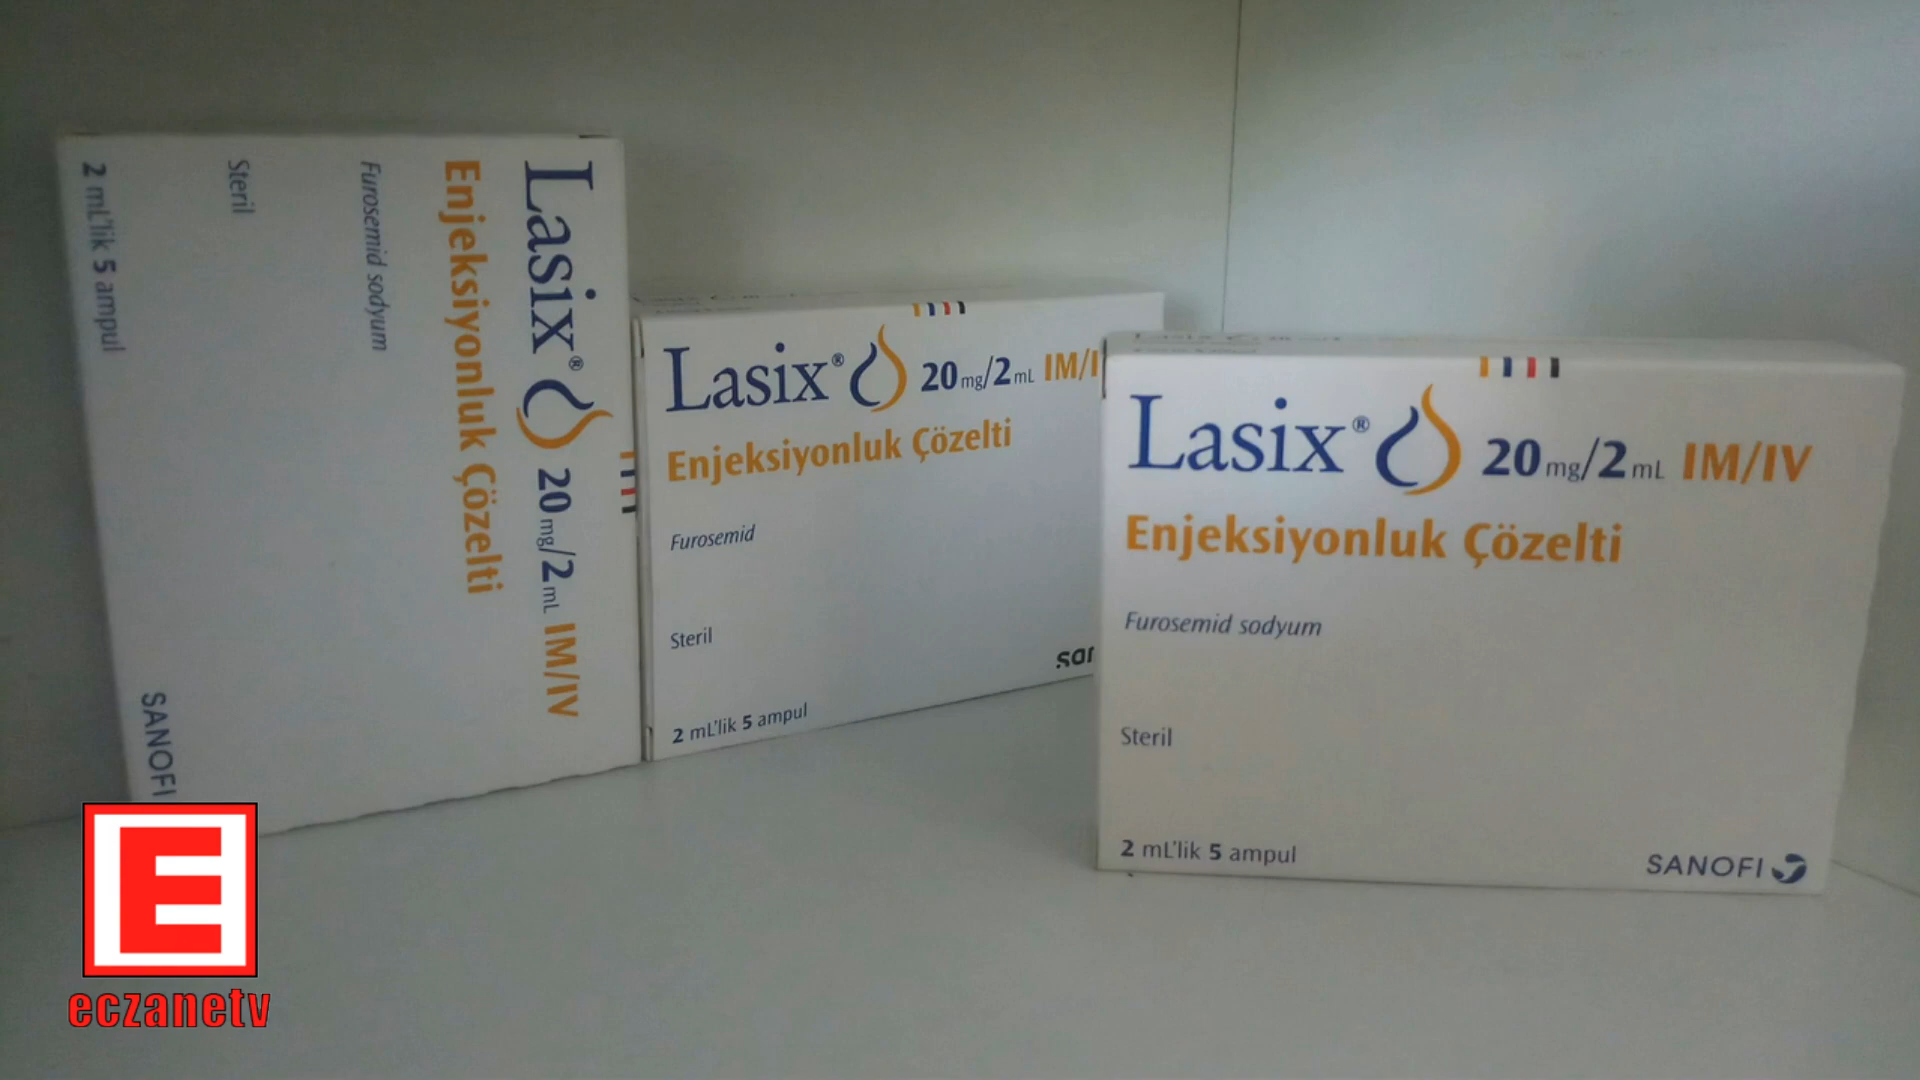 Lasix® 20 mg/2 mL IM/IV
Enjeksiyonluk Çözelti
Furosemid sodyum
Steril
2 mL'lik 5 ampul
SANOFI
Lasix® 20 mg/2 mL IM/I
Enjeksiyonluk Çözelti
Furosemid
Steril
2 mL'lik 5 ampul
san
Lasix® 20 mg/2 mL IM/IV
Enjeksiyonluk Çözelti
Furosemid sodyum
Steril
2 mL'lik 5 ampul
SANOFI
E
eczanetv